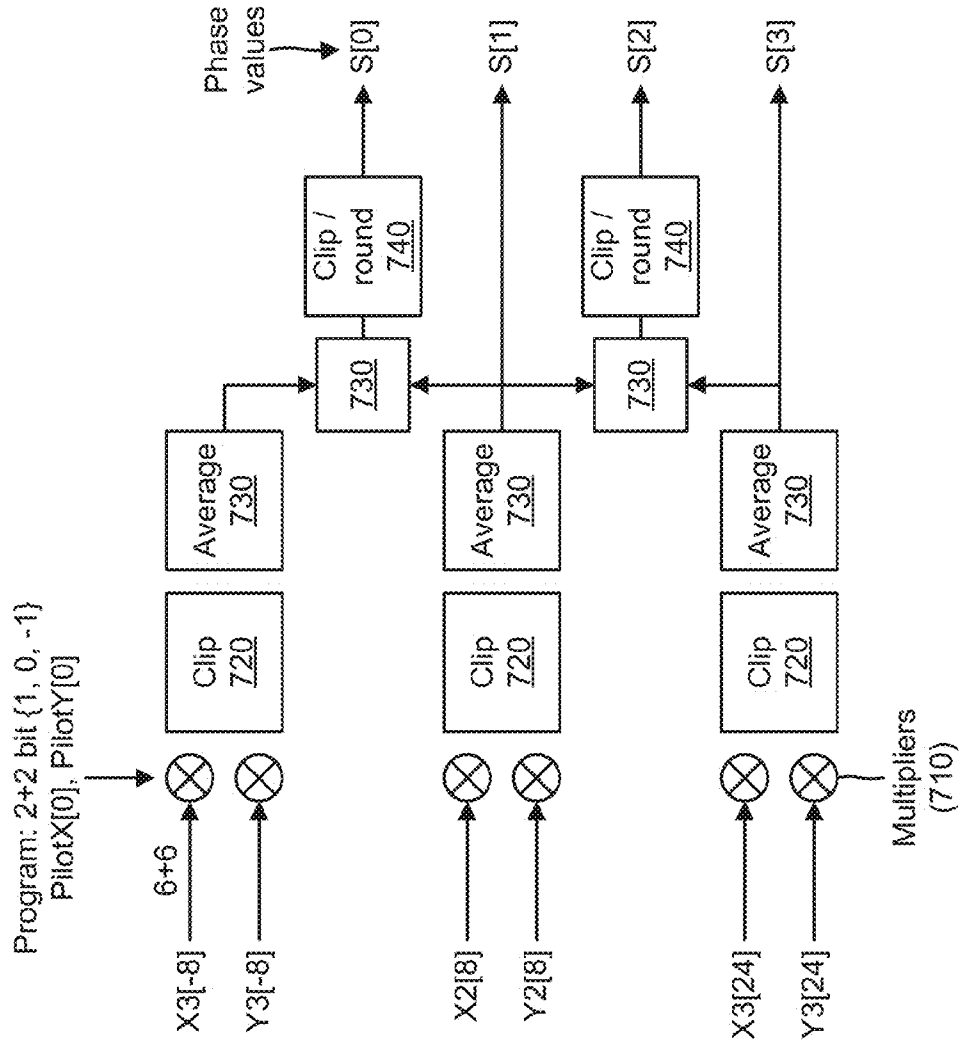 Program: 2+2 bit {1, 0, -1}
PilotX[0], PilotY[0]
Phase
values
X3[-8]
6+6
Y3[-8]
Clip
720
Average
730
730
Clip /
round
740
S[0]
X2[8]
Y2[8]
Clip
720
Average
730
S[1]
730
Clip /
round
740
S[2]
X3[24]
Y3[24]
Clip
720
Average
730
S[3]
Multipliers
(710)